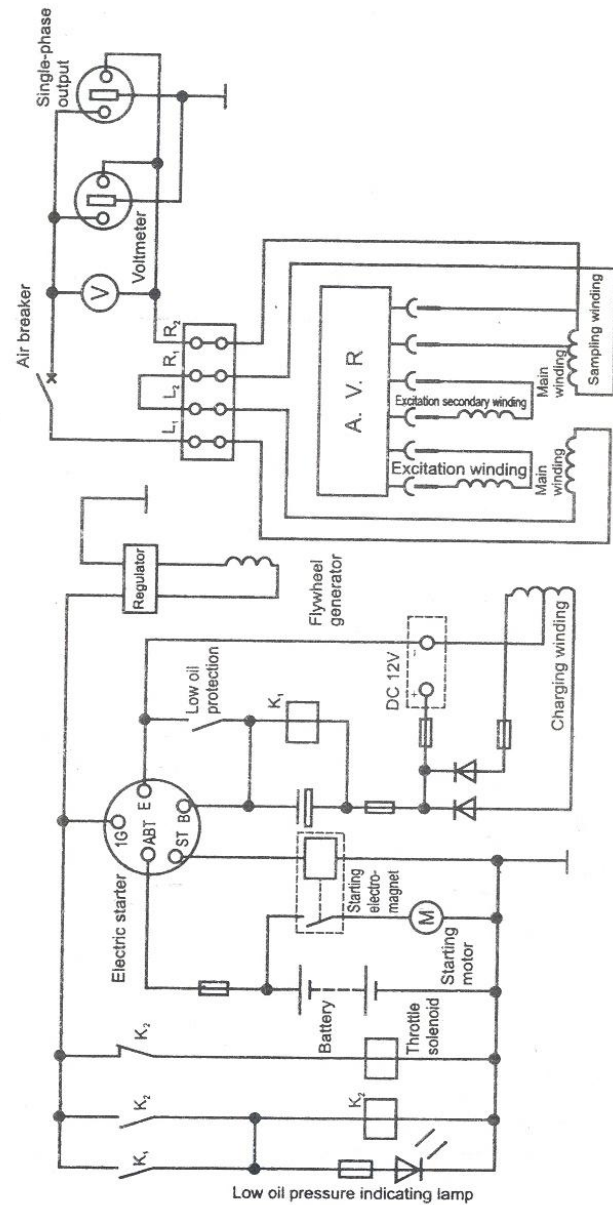 Single-phase
output
Voltmeter
V
Air breaker
L1 L2 R1 R2
A. V. R
Excitation winding
Excitation secondary winding
Main
winding
Main
winding
Sampling winding
Regulator
Flywheel
generator
Electric starter
1G
ABT
E
ST
B
Low oil
protection
K1
DC 12V
+
-
Charging winding
Starting
electro-
magnet
M
Starting
motor
Battery
K2
Throttle
solenoid
K2
K2
K1
Low oil pressure indicating lamp